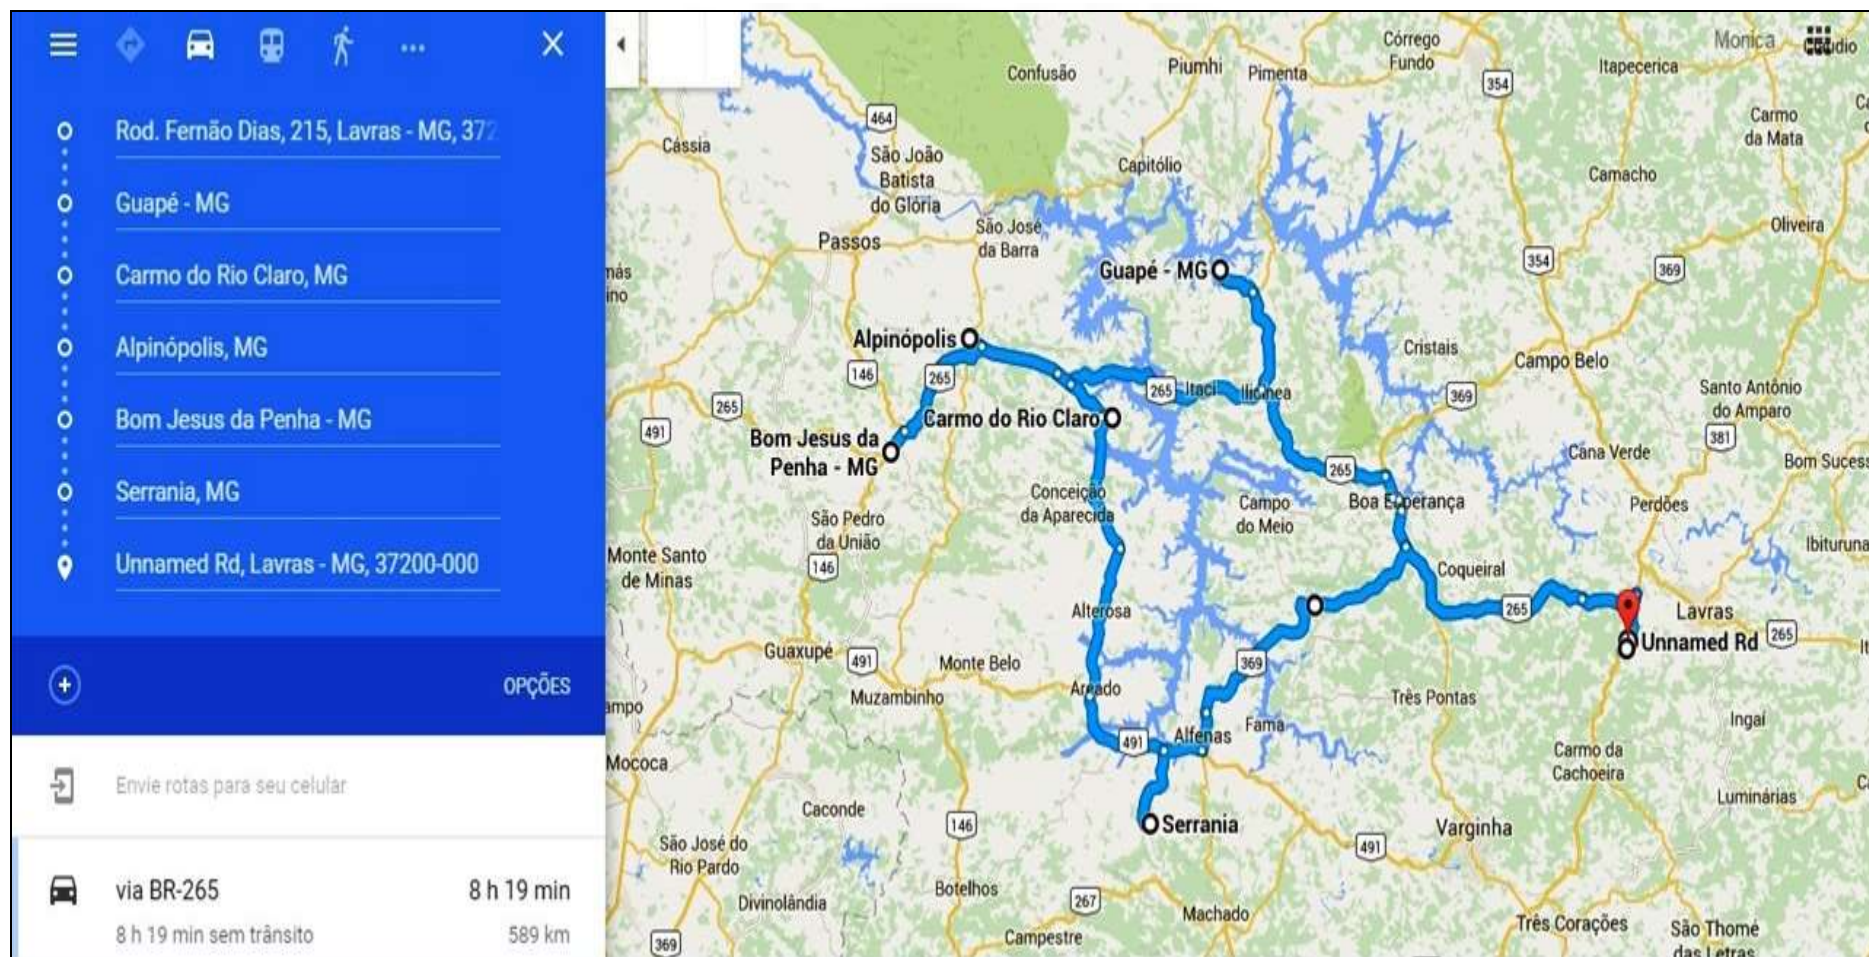 Rod. Fernão Dias, 215, Lavras - MG, 372
Guapé - MG
Carmo do Rio Claro, MG
Alpinópolis, MG
Bom Jesus da Penha - MG
Serrania, MG
Unnamed Rd, Lavras - MG, 37200-000
OPÇÕES
Envie rotas para seu celular
via BR-265
8 h 19 min
8 h 19 min sem trânsito
589 km
Monica
Córrego
Fundo
Confusão
Piumhi
Pimenta
Itapecerica
354
464
Carmo
da Mata
Cássia
São João
Batista
do Glória
Capitólio
Camacho
Passos
São José
da Barra
Oliveira
Guapé - MG
354
369
Alpinópolis
Cristais
Campo Belo
146
265
265
Itaci
Ilicínea
369
Santo Antônio
do Amparo
265
491
Carmo do Rio Claro
381
Bom Jesus da
Penha - MG
Cana Verde
Bom Sucess
265
Conceição
da Aparecida
Campo
do Meio
Boa Esperança
Perdões
São Pedro
da União
Monte Santo
de Minas
146
Ibituruna
Coqueiral
Alterosa
265
Lavras
Unnamed Rd
265
Guaxupé
491
Monte Belo
369
Muzambinho
Areado
Três Pontas
Fama
Ingaí
491
Alfenas
Mococa
Carmo da
Cachoeira
Caconde
Luminárias
146
Serrania
Varginha
São José do
Rio Pardo
491
Botelhos
Divinolândia
267
Machado
Três Corações
São Thomé
das Letras
369
Campestre